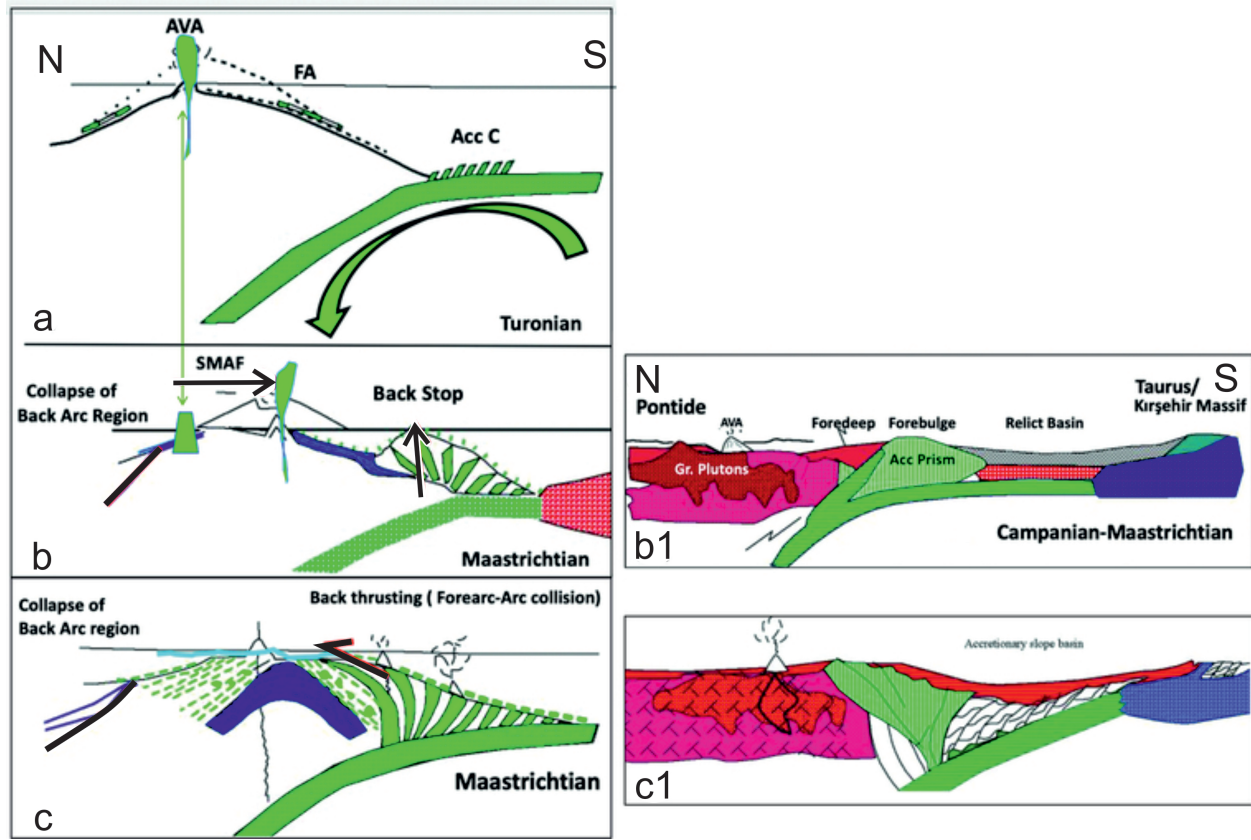 AVA
N
S
FA
Acc C
a
Turonian
SMAF
Collapse of
Back Arc Region
Back Stop
b
Maastrichtian
Collapse of
Back Arc region
Back thrusting ( Forearc-Arc collision)
c
Maastrichtian
N
S
Pontide
Taurus/
Kırşehir Massif
AVA
Foredeep
Forebulge
Relict Basin
Gr. Plutons
Acc Prism
b1
Campanian-Maastrichtian
Accretionary slope basin
c1